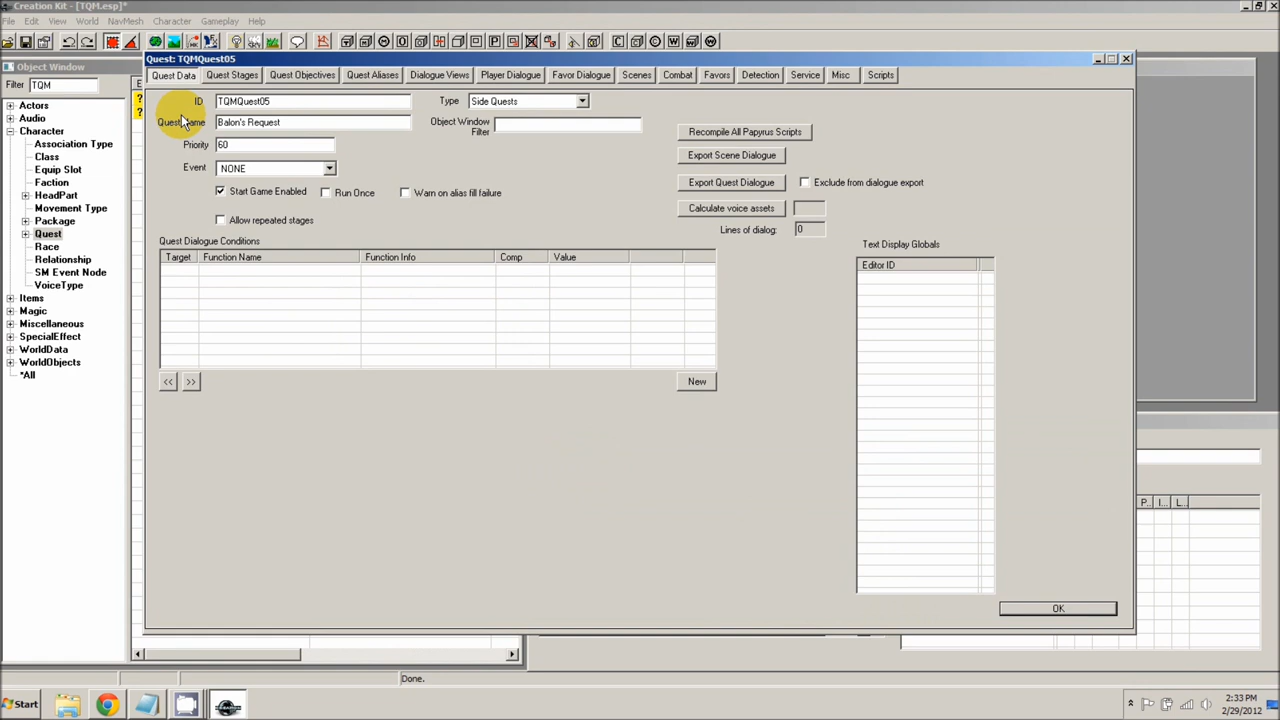 Creation Kit - [TQM.esp]*
File Edit View World NavMesh Character Gameplay Help
Object Window
Filter TQM
Actors
Audio
Character
Association Type
Class
Equip Slot
Faction
HeadPart
Movement Type
Package
Quest
Race
Relationship
SM Event Node
VoiceType
Items
Magic
Miscellaneous
SpecialEffect
WorldData
WorldObjects
*All
Quest: TQMQuest05
Quest Data Quest Stages Quest Objectives Quest Aliases Dialogue Views Player Dialogue Favor Dialogue Scenes Combat Favors Detection Service Misc Scripts
ID TQMQuest05 Type Side Quests
Quest Name Balon's Request Object Window
Filter
Priority 60
Event NONE
Start Game Enabled Run Once Warn on alias fill failure
Allow repeated stages
Recompile All Papyrus Scripts
Export Scene Dialogue
Export Quest Dialogue Exclude from dialogue export
Calculate voice assets
Lines of dialog: 0
Quest Dialogue Conditions
Target Function Name Function Info Comp Value
<< >> New
Text Display Globals
Editor ID
OK
P.. I... L...
Done.
Start
2:33 PM
2/29/2012